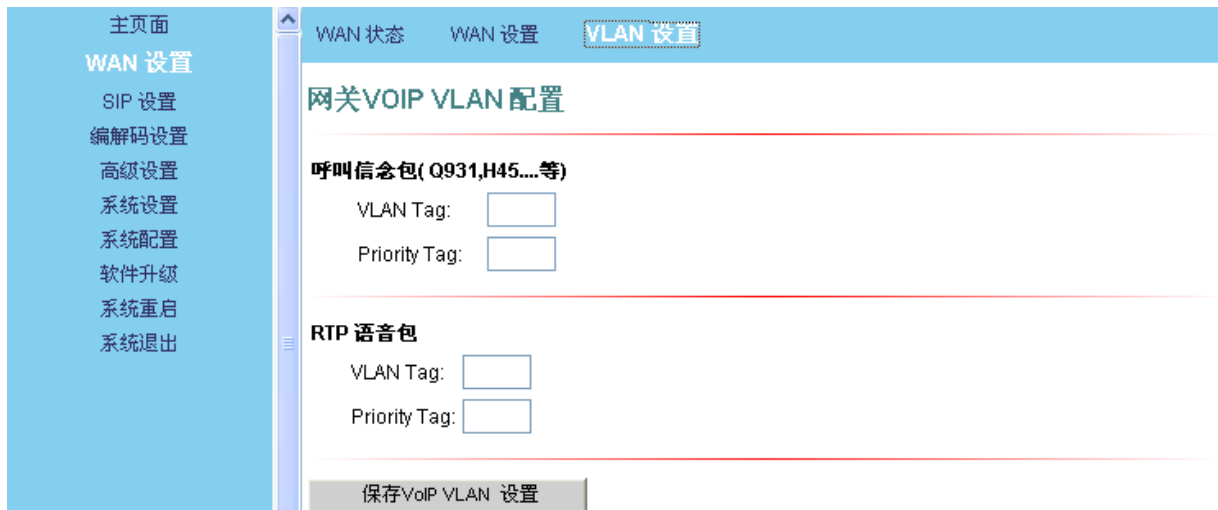 主页面
WAN 设置
SIP 设置
编解码设置
高级设置
系统设置
系统配置
软件升级
系统重启
系统退出
WAN 状态 WAN 设置 VLAN 设置
网关VOIP VLAN 配置
呼叫信念包( Q931,H45....等)
VLAN Tag:
Priority Tag:
RTP 语音包
VLAN Tag:
Priority Tag:
保存VoIP VLAN 设置